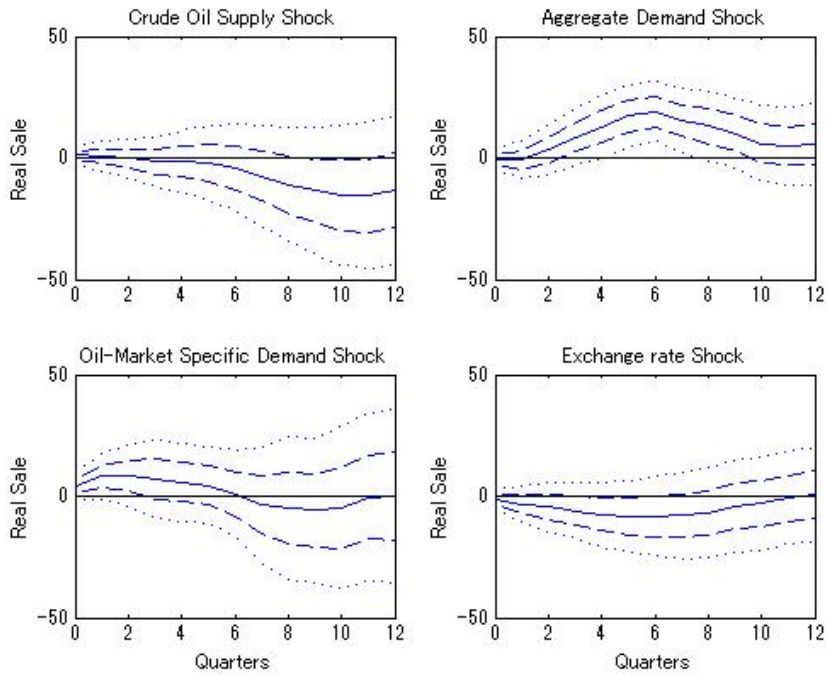 Crude Oil Supply Shock
50
0
-50
Real Sale
0 2 4 6 8 10 12
Aggregate Demand Shock
50
0
-50
Real Sale
0 2 4 6 8 10 12
Oil-Market Specific Demand Shock
50
0
-50
Real Sale
0 2 4 6 8 10 12
Quarters
Exchange rate Shock
50
0
-50
Real Sale
0 2 4 6 8 10 12
Quarters